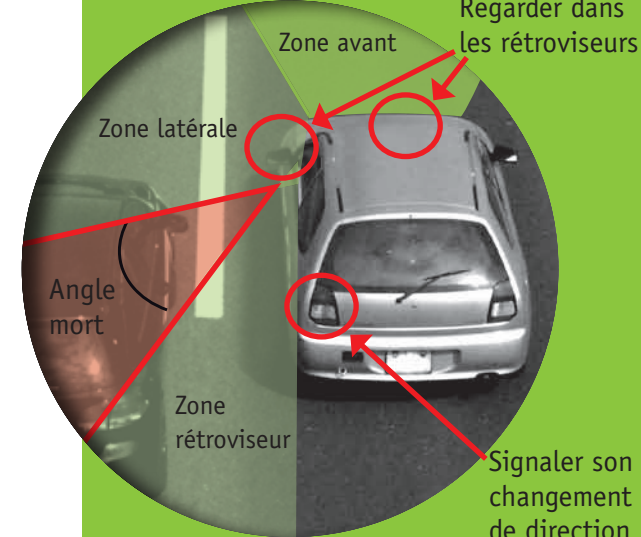 Regarder dans
les rétroviseurs
Zone avant
Zone latérale
Angle
mort
Zone
rétroviseur
Signaler son
changement
de direction